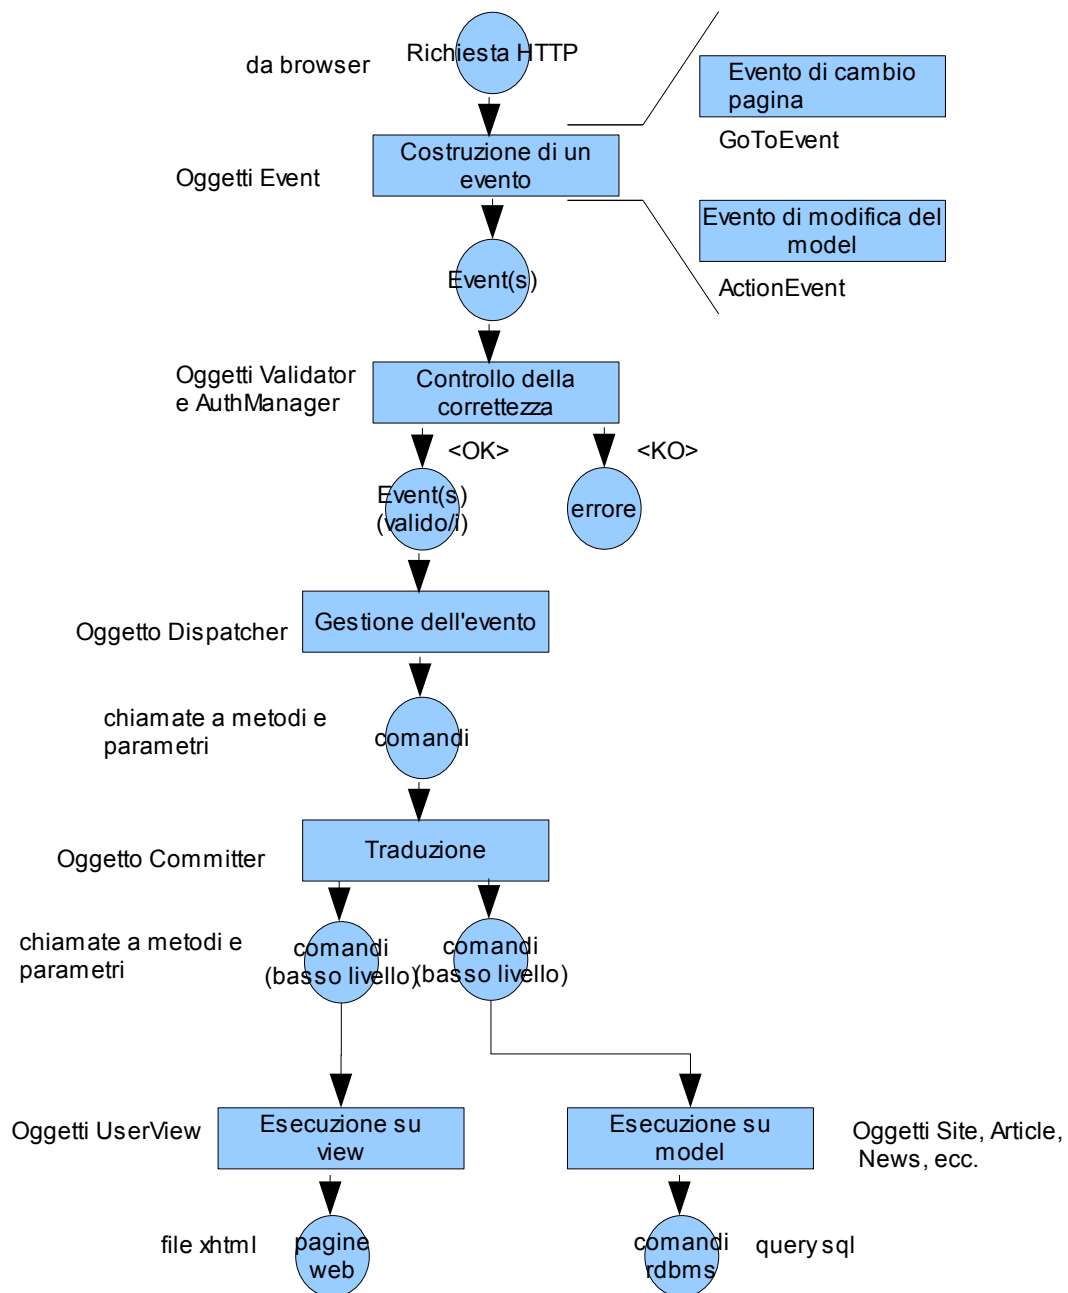 Richiesta HTTP
da browser
Evento di cambio
pagina
GoToEvent
Costruzione di un
evento
Oggetti Event
Evento di modifica del
model
ActionEvent
Event(s)
Oggetti Validator
e AuthManager
Controllo della
correttezza
<OK>
<KO>
Event(s)
(valido/i)
errore
Gestione dell'evento
Oggetto Dispatcher
chiamate a metodi e
parametri
comandi
Traduzione
Oggetto Committer
chiamate a metodi e
parametri
comandi
(basso livello)
comandi
(basso livello)
Oggetti UserView
Esecuzione su
view
Esecuzione su
model
Oggetti Site, Article,
News, ecc.
file xhtml
pagine
web
comandi
rdbms
query sql